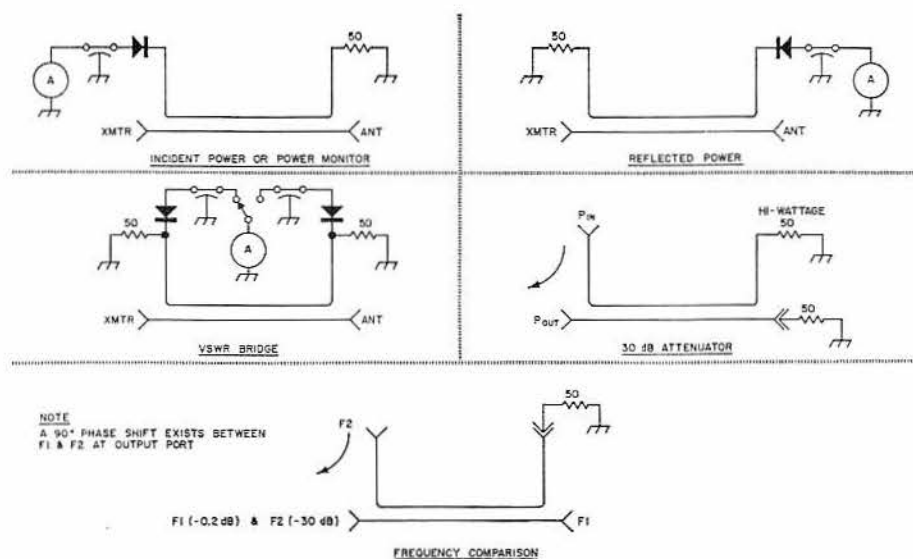 50
A
XMTR
ANT
INCIDENT POWER OR POWER MONITOR
50
A
XMTR
ANT
REFLECTED POWER
50
50
A
XMTR
ANT
VSWR BRIDGE
PIN
HI-WATTAGE
50
POUT
50
30 dB ATTENUATOR
NOTE
A 90° PHASE SHIFT EXISTS BETWEEN
F1 & F2 AT OUTPUT PORT
F2
50
F1 (-0.2 dB) & F2 (-30 dB)
F1
FREQUENCY COMPARISON